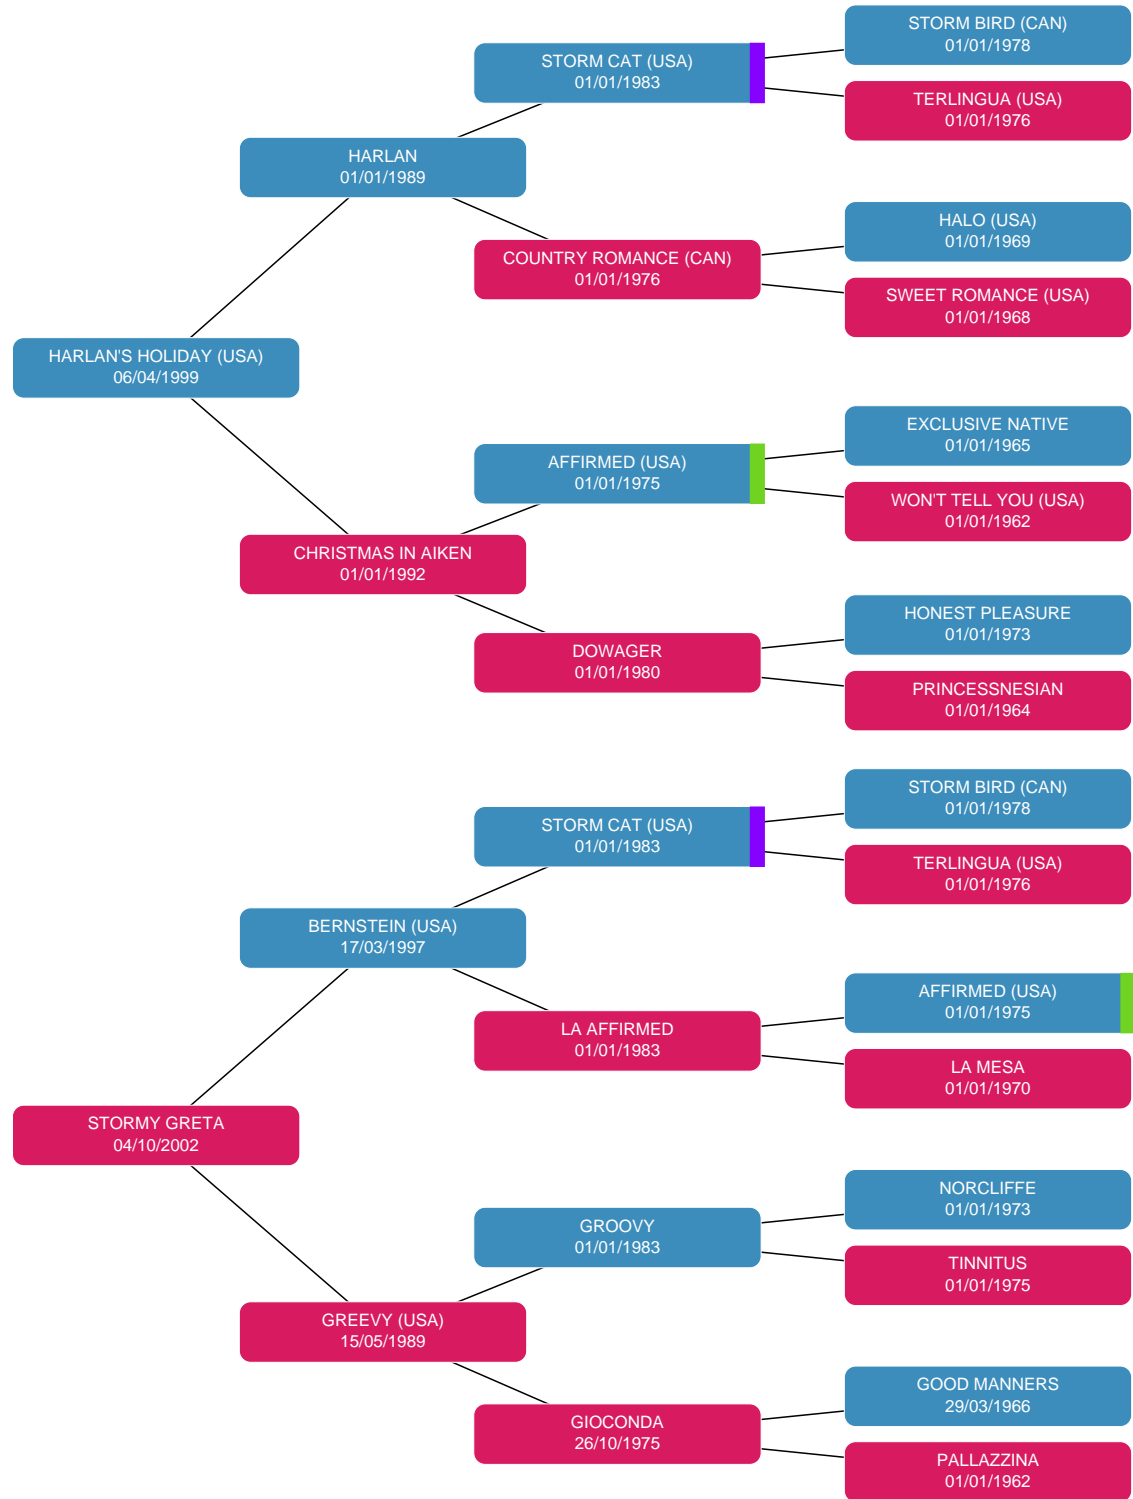 STORM BIRD (CAN)
01/01/1978
STORM CAT (USA)
01/01/1983
TERLINGUA (USA)
01/01/1976
HARLAN
01/01/1989
HALO (USA)
01/01/1969
COUNTRY ROMANCE (CAN)
01/01/1976
SWEET ROMANCE (USA)
01/01/1968
HARLAN'S HOLIDAY (USA)
06/04/1999
EXCLUSIVE NATIVE
01/01/1965
AFFIRMED (USA)
01/01/1975
WON'T TELL YOU (USA)
01/01/1962
CHRISTMAS IN AIKEN
01/01/1992
HONEST PLEASURE
01/01/1973
DOWAGER
01/01/1980
PRINCESSNESIAN
01/01/1964
STORM BIRD (CAN)
01/01/1978
STORM CAT (USA)
01/01/1983
TERLINGUA (USA)
01/01/1976
BERNSTEIN (USA)
17/03/1997
AFFIRMED (USA)
01/01/1975
LA AFFIRMED
01/01/1983
LA MESA
01/01/1970
STORMY GRETA
04/10/2002
NORCLIFFE
01/01/1973
GROOVY
01/01/1983
TINNITUS
01/01/1975
GREEVY (USA)
15/05/1989
GOOD MANNERS
29/03/1966
GIOCONDA
26/10/1975
PALLAZZINA
01/01/1962